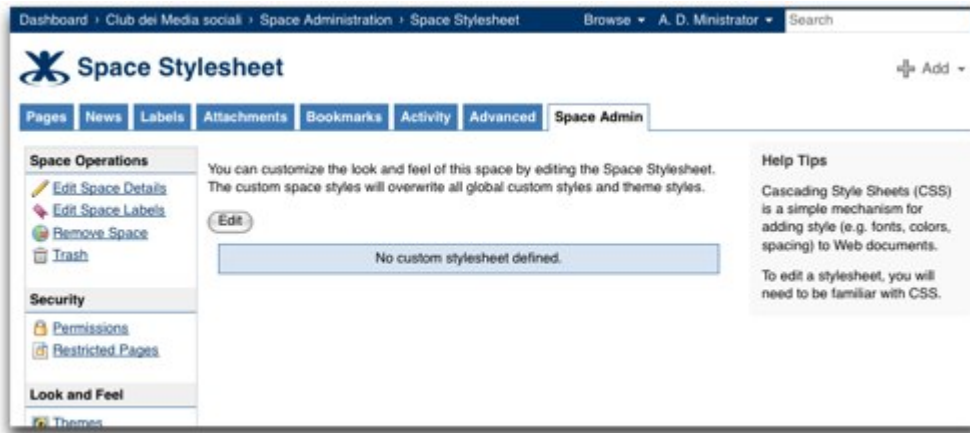 Dashboard › Club dei Media sociali › Space Administration › Space Stylesheet Browse A. D. Ministrator Search
Space Stylesheet
Add
Pages News Labels Attachments Bookmarks Activity Advanced Space Admin
Space Operations
Edit Space Details
Edit Space Labels
Remove Space
Trash
Security
Permissions
Restricted Pages
Look and Feel
Themes
You can customize the look and feel of this space by editing the Space Stylesheet.
The custom space styles will overwrite all global custom styles and theme styles.
Edit
No custom stylesheet defined.
Help Tips
Cascading Style Sheets (CSS)
is a simple mechanism for
adding style (e.g. fonts, colors,
spacing) to Web documents.
To edit a stylesheet, you will
need to be familiar with CSS.